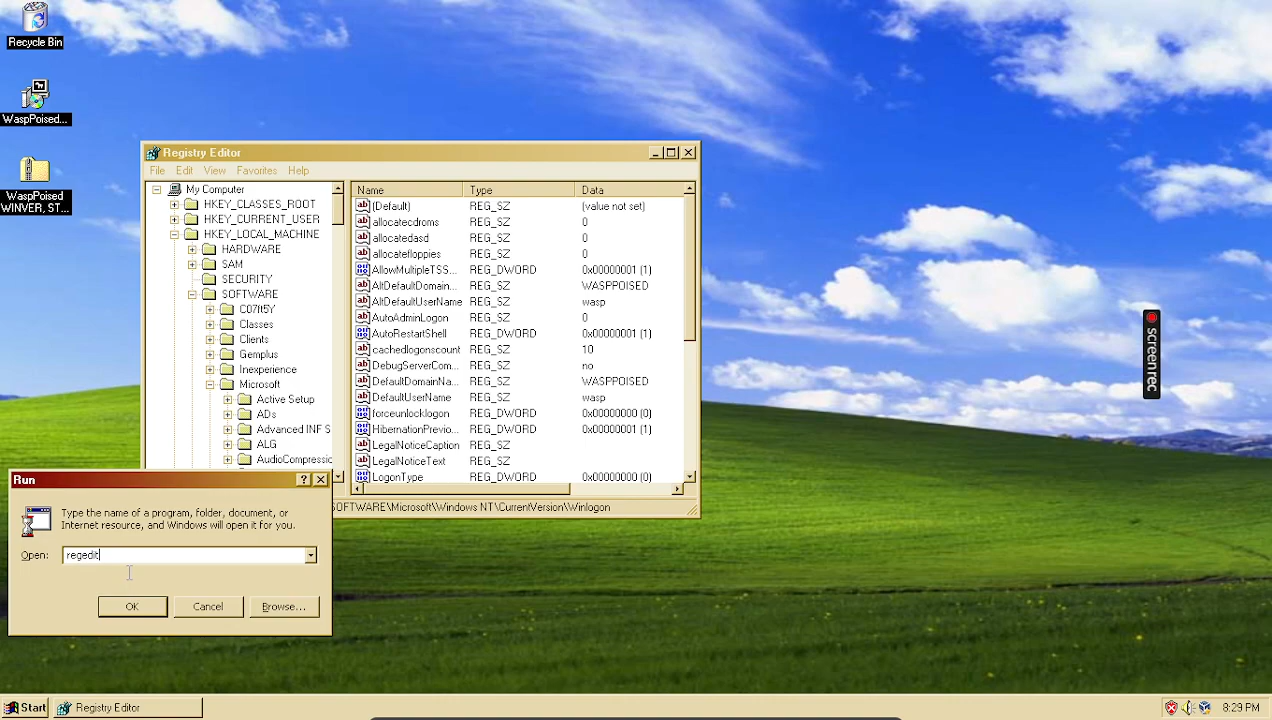 Recycle Bin
WaspPoised...
WaspPoised
WINVER, ST...
Registry Editor
File Edit View Favorites Help
My Computer
HKEY_CLASSES_ROOT
HKEY_CURRENT_USER
HKEY_LOCAL_MACHINE
HARDWARE
SAM
SECURITY
SOFTWARE
C07ft5Y
Classes
Clients
Gemplus
Inexperience
Microsoft
Active Setup
ADs
Advanced INF S
ALG
AudioCompressio
Name Type Data
(Default) REG_SZ (value not set)
allocatecdroms REG_SZ 0
allocatedasd REG_SZ 0
allocatefloppies REG_SZ 0
AllowMultipleTSS... REG_DWORD 0x00000001 (1)
AltDefaultDomain... REG_SZ WASPPOISED
AltDefaultUserName REG_SZ wasp
AutoAdminLogon REG_SZ 0
AutoRestartShell REG_DWORD 0x00000001 (1)
cachedlogonscount REG_SZ 10
DebugServerCom... REG_SZ no
DefaultDomainNa... REG_SZ WASPPOISED
DefaultUserName REG_SZ wasp
forceunlocklogon REG_DWORD 0x00000000 (0)
HibernationPrevio... REG_DWORD 0x00000001 (1)
LegalNoticeCaption REG_SZ
LegalNoticeText REG_SZ
LogonType REG_DWORD 0x00000000 (0)
OFTWARE\Microsoft\Windows NT\CurrentVersion\Winlogon
Run
Type the name of a program, folder, document, or
Internet resource, and Windows will open it for you.
Open: regedit
OK Cancel Browse...
screenrec
Start Registry Editor 8:29 PM